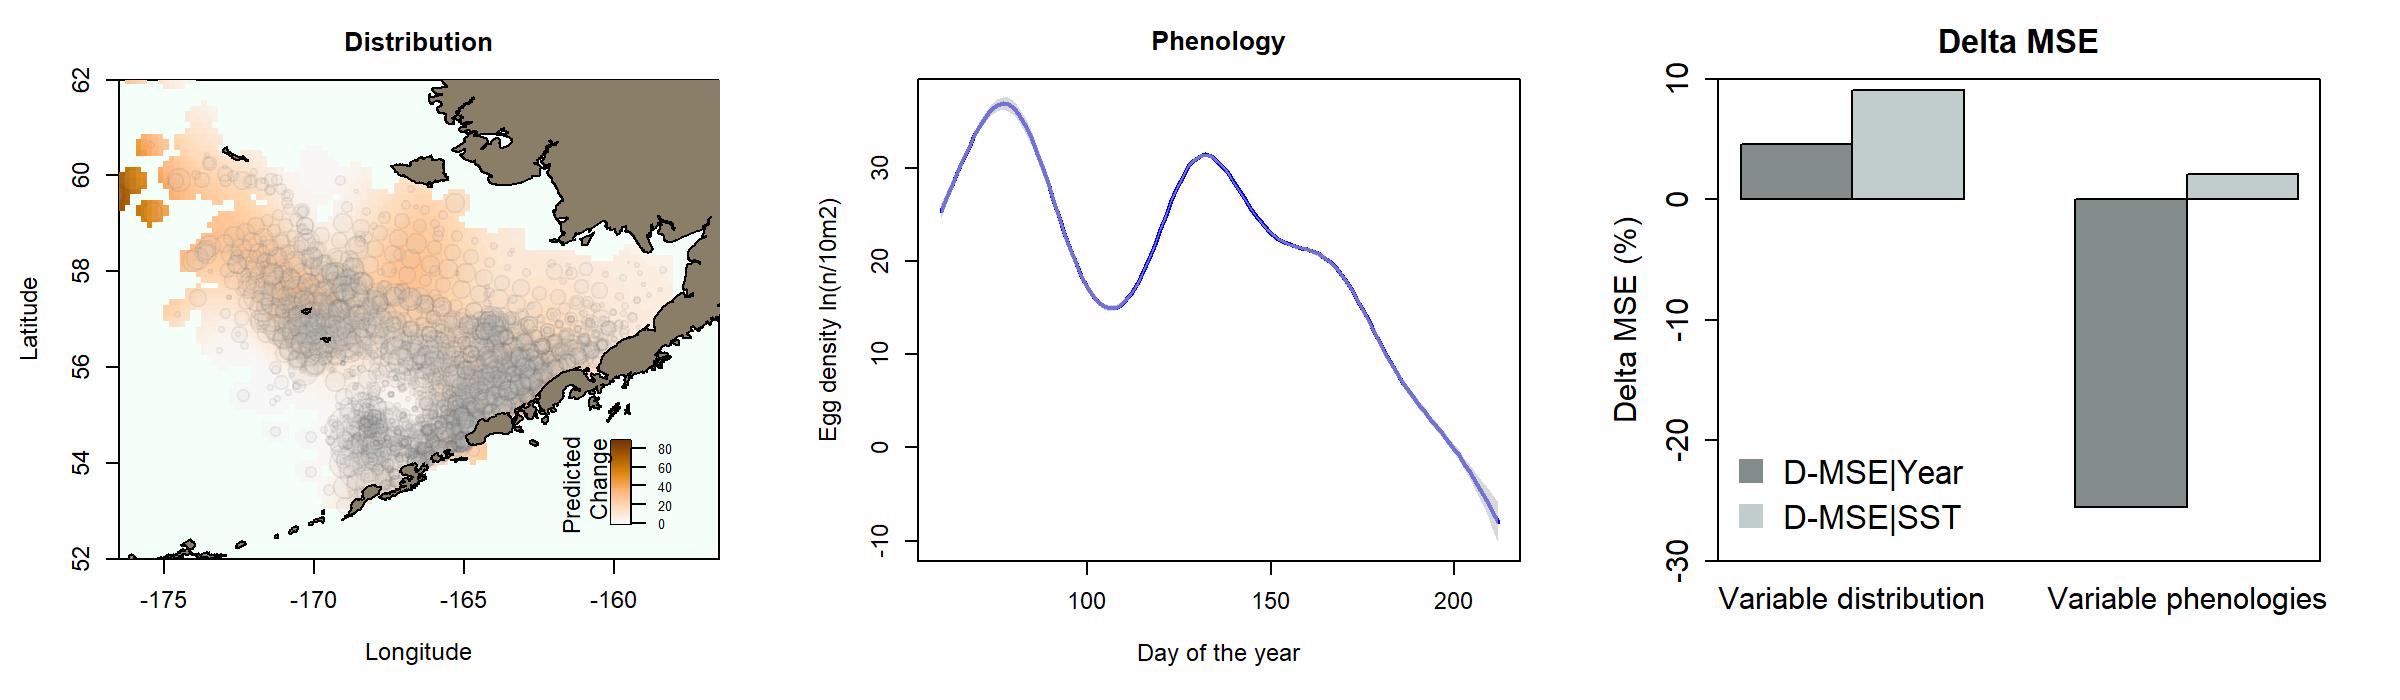 Distribution
62
60
58
56
54
52
Latitude
-175 -170 -165 -160
Longitude
Predicted
Change
80
60
40
20
0
Phenology
30
20
10
0
-10
Egg density ln(n/10m2)
100 150 200
Day of the year
Delta MSE
10
0
-10
-20
-30
Delta MSE (%)
D-MSE|Year
D-MSE|SST
Variable distribution Variable phenologies